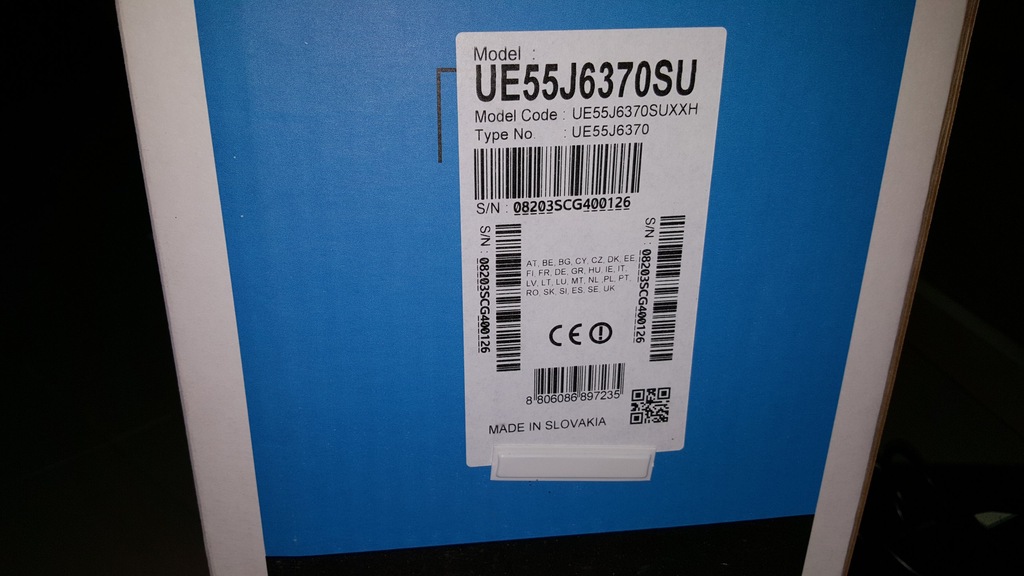 Model :
UE55J6370SU
Model Code : UE55J6370SUXXH
Type No. : UE55J6370
S/N : 08203SCG400126
S/N : 08203SCG400126
S/N : 08203SCG400126
AT, BE, BG, CY, CZ, DK, EE,
FI, FR, DE, GR, HU, IE, IT,
LV, LT, LU, MT, NL, PL, PT,
RO, SK, SI, ES, SE, UK
CE
8 806086 897235
MADE IN SLOVAKIA